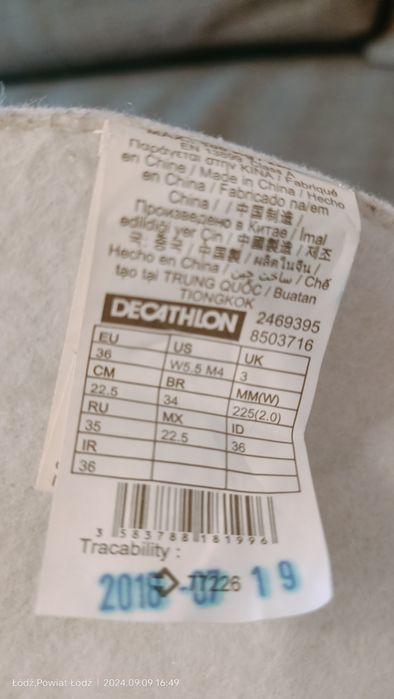 EN 13899
Παράγεται στην ΚΙΝΑ / Fabriqué
en Chine / Made in China / Hecho
en China / Fabricado na/em
China / / 中国制造 /
Произведено в Китае / İmal
edildiği yer Çin / 中國製造 / 제조
국: 중국 / 中国製 / ผลิตในจีน /
Hecho en China / ساخت چین / Chế
tạo tại TRUNG QUỐC / Buatan
TIONGKOK
DECATHLON 2469395
8503716
EU US UK
36 W5.5 M4 3
CM BR MM(W)
22.5 34 225(2.0)
RU MX ID
35 22.5 36
IR
36
3 583788 181996
Tracability :
77226
19
Łódź,Powiat Łódź | 2024.09.09 16:49